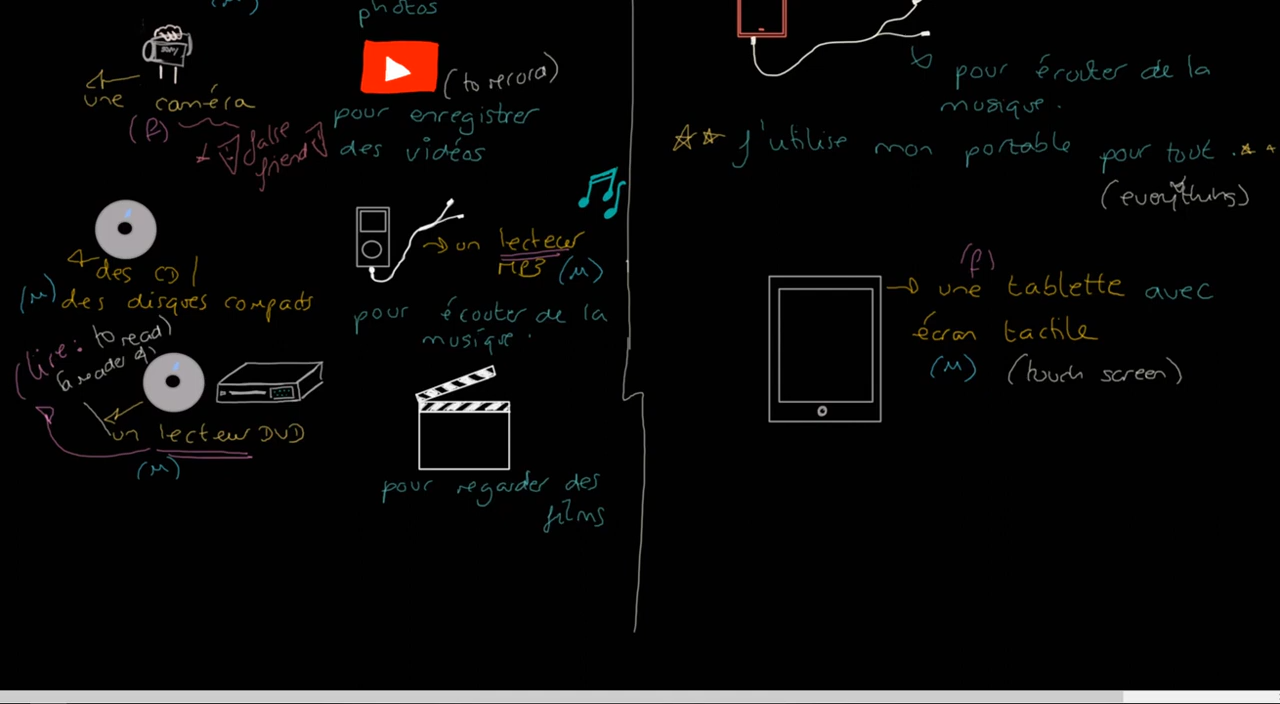 (M)
photos
SONY
une caméra
(to record)
(f)
false
friend
pour enregistrer
des vidéos
des CD /
(M) des disques compacts
un lecteur
MP3 (M)
pour écouter de la
musique.
(lire: to read)
un lecteur DVD
(M)
pour regarder des
films
pour écouter de la
musique.
J'utilise mon portable pour tout.
(everything)
(f)
une tablette avec
écran tactile
(M) (touch screen)